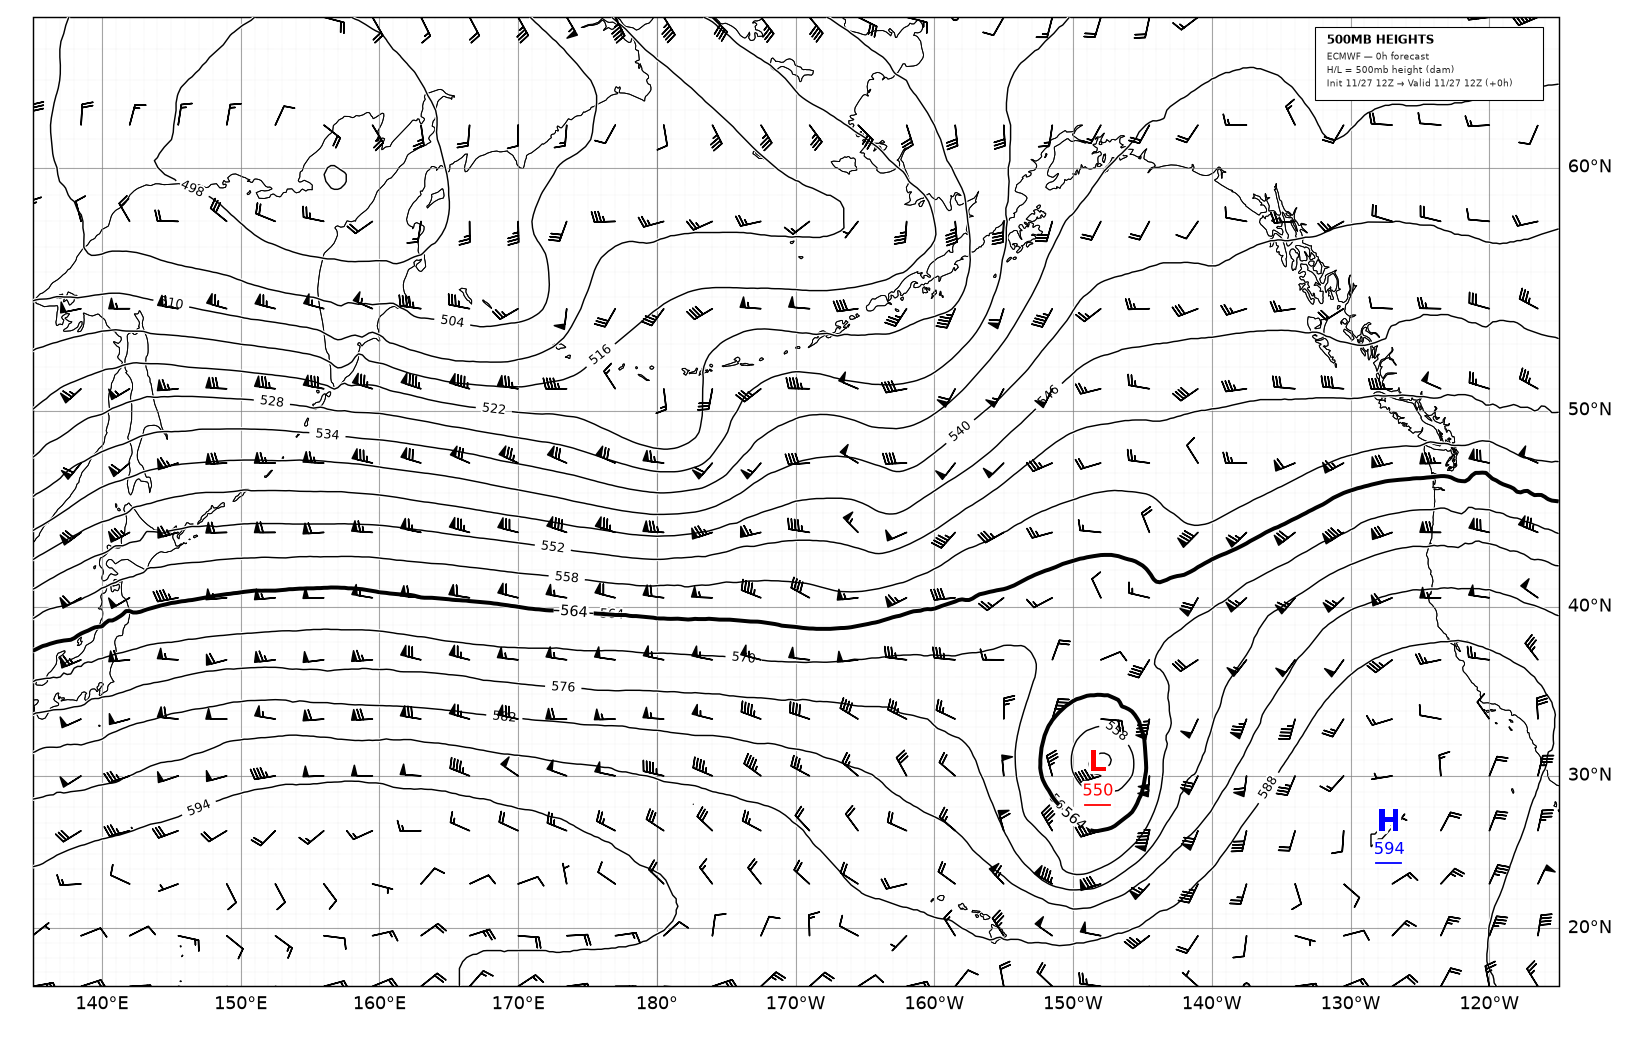 500MB HEIGHTS
ECMWF — 0h forecast
H/L = 500mb height (dam)
Init 11/27 12Z → Valid 11/27 12Z (+0h)
60°N
498
510
504
516
50°N
528
522
546
534
540
552
558
40°N
564
564
570
576
582
538
L
30°N
550
588
594
564
H
594
20°N
140°E
150°E
160°E
170°E
180°
170°W
160°W
150°W
140°W
130°W
120°W